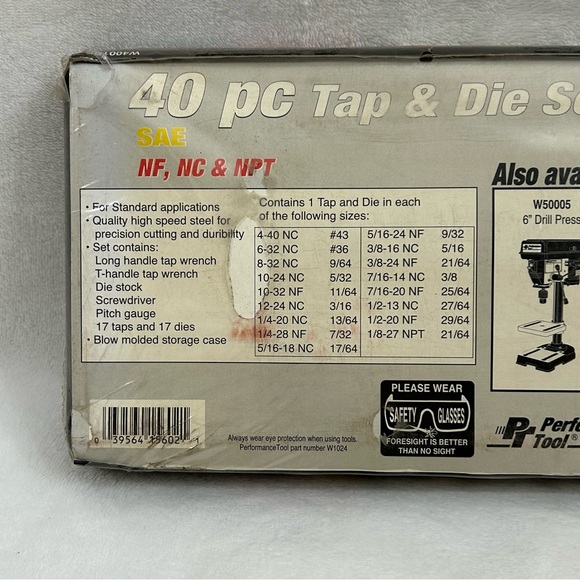 40 pc Tap & Die Se
SAE
NF, NC & NPT
• For Standard applications
• Quality high speed steel for
precision cutting and duribility
• Set contains:
Long handle tap wrench
T-handle tap wrench
Die stock
Screwdriver
Pitch gauge
17 taps and 17 dies
• Blow molded storage case
Contains 1 Tap and Die in each
of the following sizes:
4-40 NC #43 5/16-24 NF 9/32
6-32 NC #36 3/8-16 NC 5/16
8-32 NC 9/64 3/8-24 NF 21/64
10-24 NC 5/32 7/16-14 NC 3/8
10-32 NF 11/64 7/16-20 NF 25/64
12-24 NC 3/16 1/2-13 NC 27/64
1/4-20 NC 13/64 1/2-20 NF 29/64
1/4-28 NF 7/32 1/8-27 NPT 21/64
5/16-18 NC 17/64
Also ava
W50005
6" Drill Press
PLEASE WEAR
SAFETY GLASSES
FORESIGHT IS BETTER
THAN NO SIGHT
Always wear eye protection when using tools.
PerformanceTool part number W1024
PT Perfo
Tool®